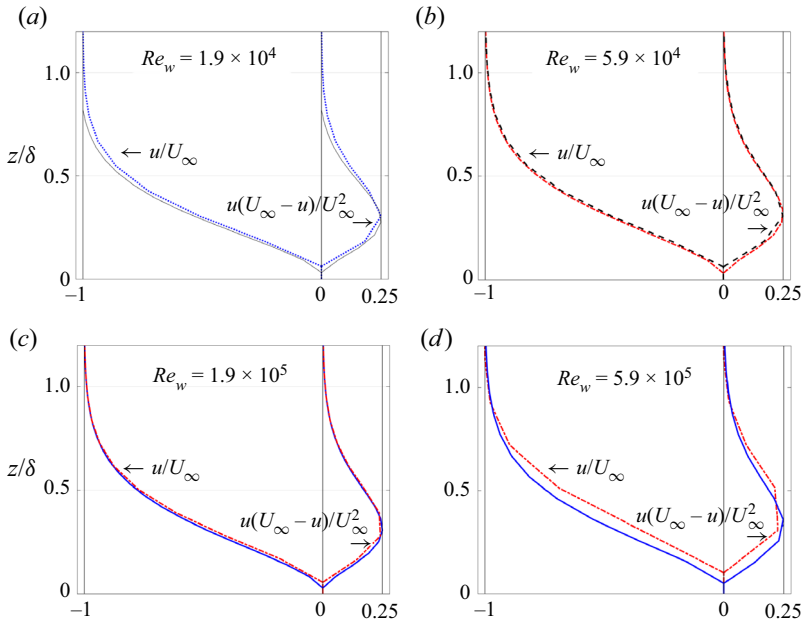 (a)
Re_w = 1.9 × 10^4
1.0
z/δ
← u/U_∞
0.5
u(U_∞ – u)/U_∞^2
→
0
–1
0
0.25
(b)
Re_w = 5.9 × 10^4
1.0
← u/U_∞
0.5
u(U_∞ – u)/U_∞^2
→
0
–1
0
0.25
(c)
Re_w = 1.9 × 10^5
1.0
z/δ
← u/U_∞
0.5
u(U_∞ – u)/U_∞^2
→
0
–1
0
0.25
(d)
Re_w = 5.9 × 10^5
1.0
← u/U_∞
0.5
u(U_∞ – u)/U_∞^2
→
0
–1
0
0.25